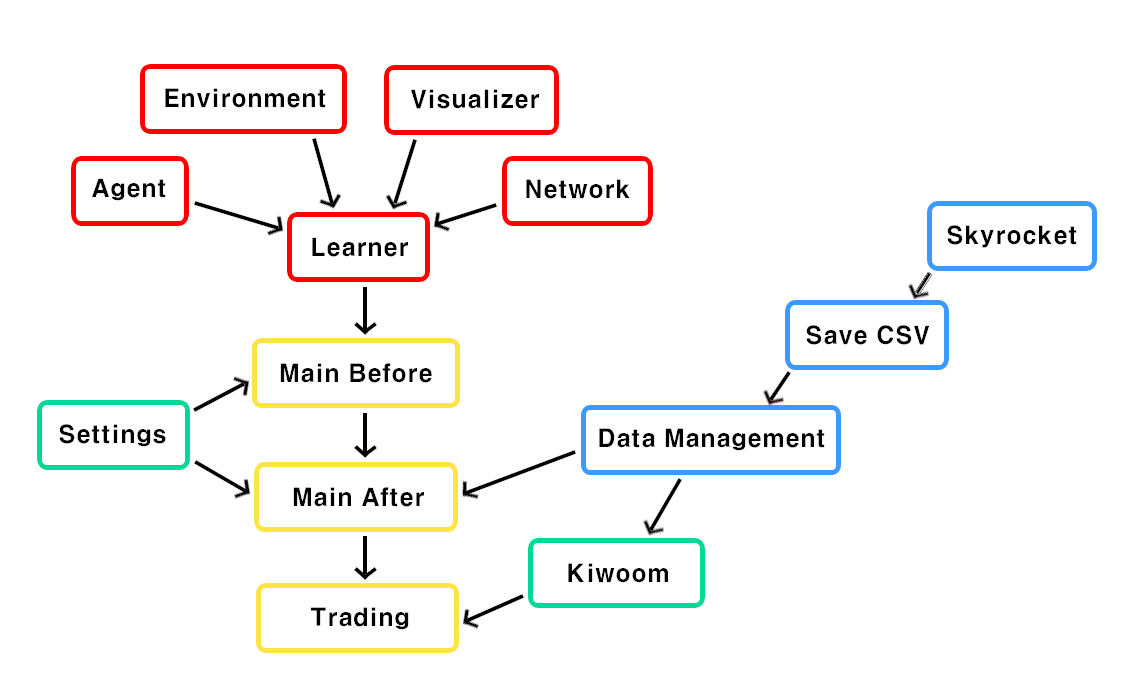 Environment
Visualizer
Agent
Network
Skyrocket
Learner
Save CSV
Main Before
Settings
Data Management
Main After
Kiwoom
Trading